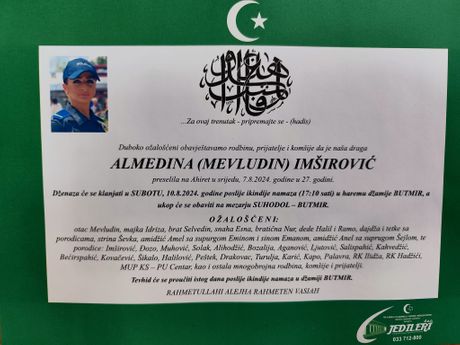 ...Za ovaj trenutak - pripremajte se - (hadis)
Duboko ožalošćeni obavještavamo rodbinu, prijatelje i komšije da je naša draga
ALMEDINA (MEVLUDIN) IMŠIROVIĆ
preselila na Ahiret u srijedu, 7.8.2024. godine u 27. godini.
Dženaza će se klanjati u SUBOTU, 10.8.2024. godine poslije ikindije namaza (17:10 sati) u haremu džamije BUTMIR, a
ukop će se obaviti na mezarju SUHODOL – BUTMIR.
OŽALOŠĆENI:
otac Mevludin, majka Idriza, brat Selvedin, snaha Esna, bratična Nur, dede Halil i Ramo, dajdža i tetke sa
porodicama, strina Ševka, amidžić Amel sa suprugom Eminom i sinom Emanom, amidžić Anel sa suprugom Sejlom, te
porodice: Imširović, Dozo, Muhović, Solak, Alihodžić, Bozalija, Aganović, Ljutović, Salispahić, Kahvedžić,
Bećirspahić, Kovačević, Šikalo, Halilović, Peštek, Drakovac, Turulja, Karić, Kapo, Palavra, RK Ilidža, RK Hadžići,
MUP KS – PU Centar, kao i ostala mnogobrojna rodbina, komšije i prijatelji.
Tevhid će se proučiti istog dana poslije ikindije namaza u džamiji BUTMIR.
RAHMETULLAHI ALEJHA RAHMETEN VASIAH
JEDILERI
033 712-800